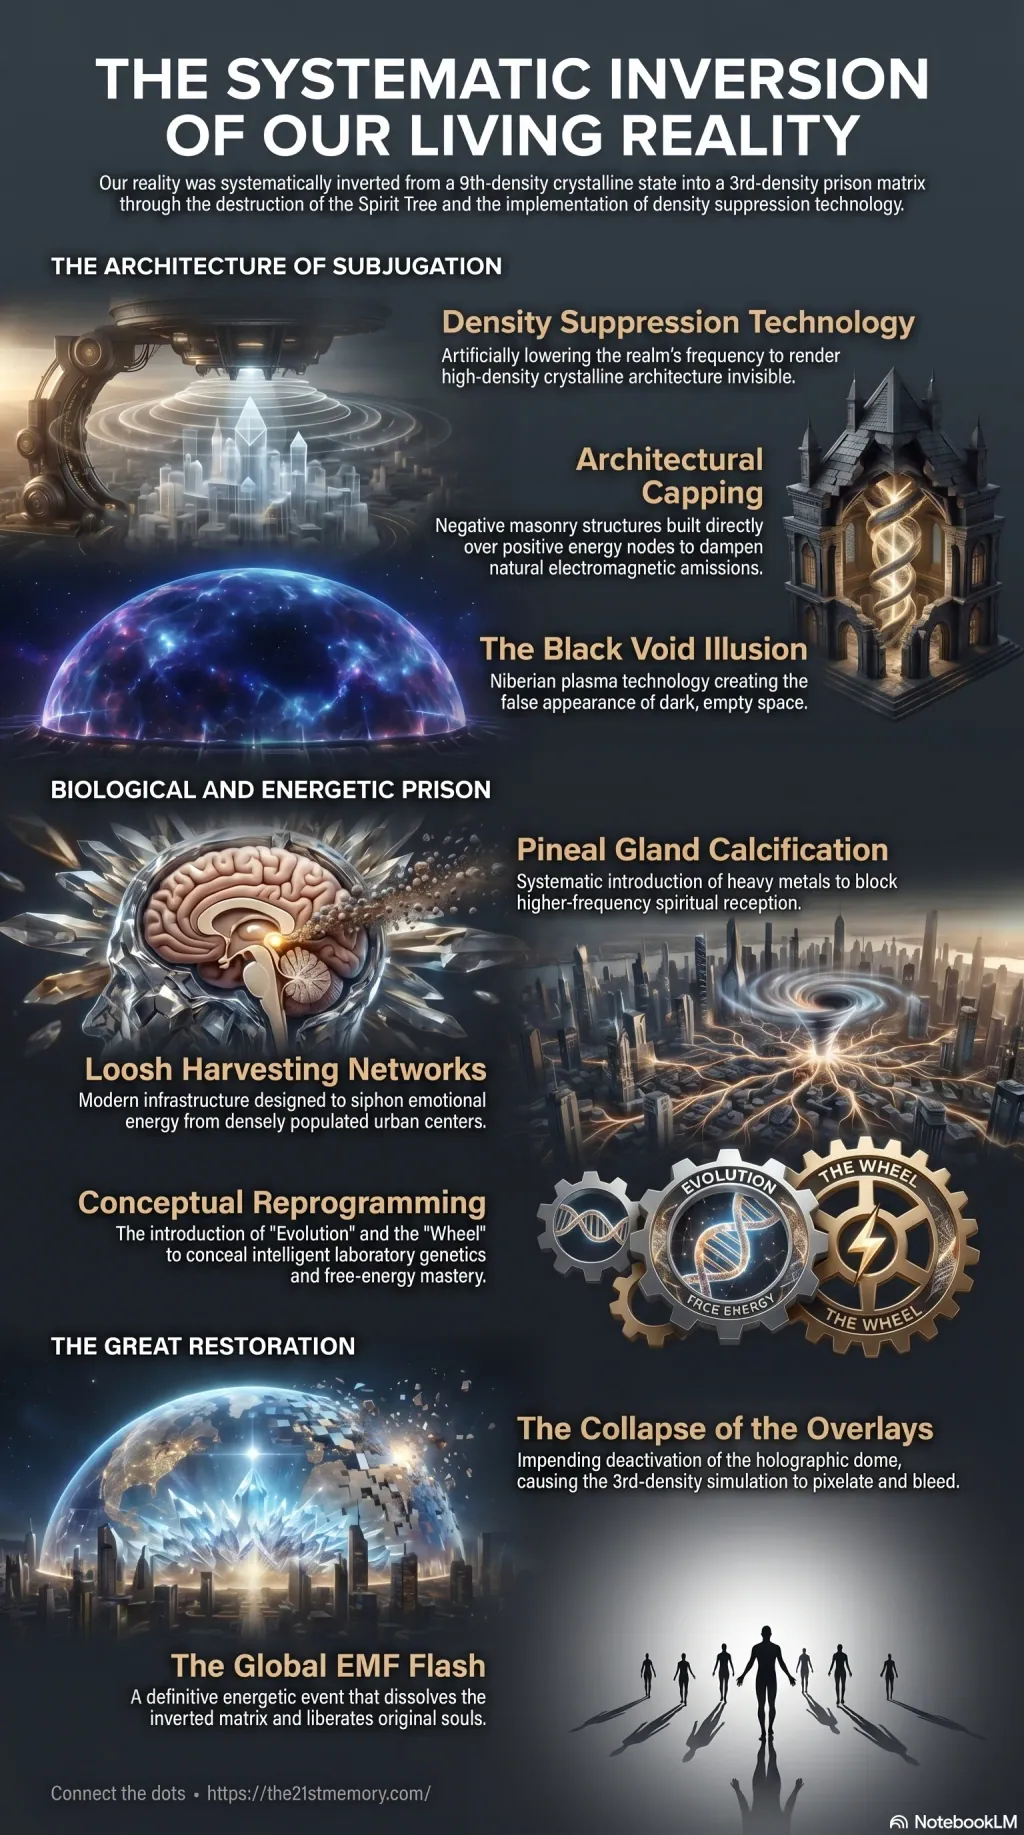 THE SYSTEMATIC INVERSION
OF OUR LIVING REALITY
Our reality was systematically inverted from a 9th-density crystalline state into a 3rd-density prison matrix
through the destruction of the Spirit Tree and the implementation of density suppression technology.
THE ARCHITECTURE OF SUBJUGATION
Density Suppression Technology
Artificially lowering the realm's frequency to render
high-density crystalline architecture invisible.
Architectural
Capping
Negative masonry structures built directly
over positive energy nodes to dampen
natural electromagnetic amissions.
The Black Void Illusion
Niberian plasma technology creating the
false appearance of dark, empty space.
BIOLOGICAL AND ENERGETIC PRISON
Pineal Gland Calcification
Systematic introduction of heavy metals to block
higher-frequency spiritual reception.
Loosh Harvesting Networks
Modern infrastructure designed to siphon emotional
energy from densely populated urban centers.
Conceptual Reprogramming
The introduction of "Evolution" and the "Wheel"
to conceal intelligent laboratory genetics
and free-energy mastery.
EVOLUTION
FRCE ENERGY
THE WHEEL
THE WHEEL
THE GREAT RESTORATION
The Collapse of the Overlays
Impending deactivation of the holographic dome,
causing the 3rd-density simulation to pixelate and bleed.
The Global EMF Flash
A definitive energetic event that dissolves the
inverted matrix and liberates original souls.
Connect the dots • https://the21stmemory.com/
NotebookLM